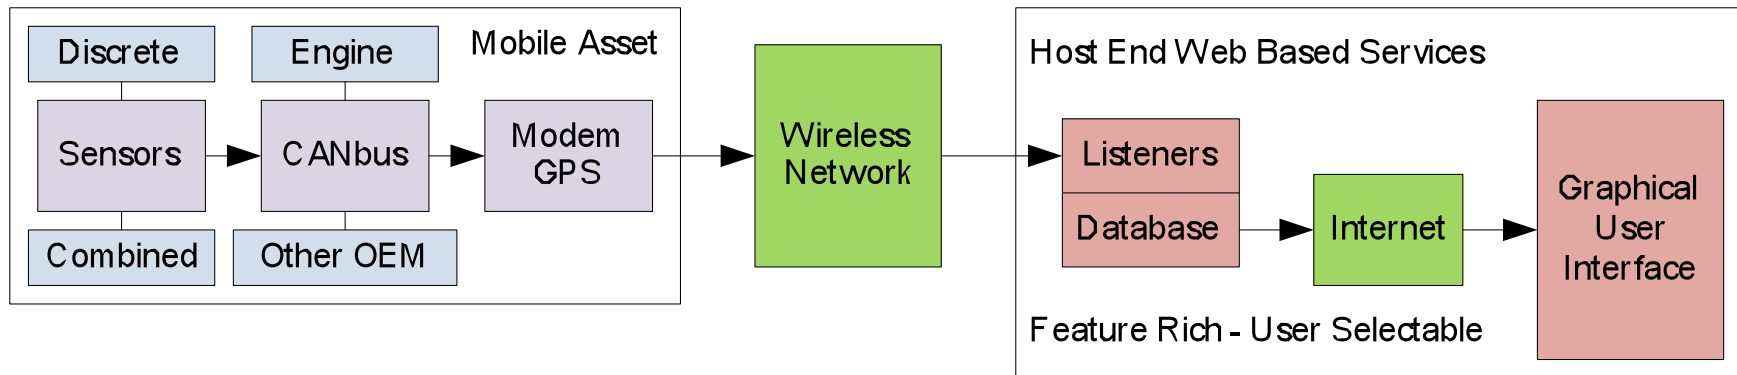 Discrete
Engine
Mobile Asset
Sensors
CANbus
Modem
GPS
Combined
Other OEM
Wireless
Network
Host End Web Based Services
Listeners
Database
Internet
Graphical
User
Interface
Feature Rich - User Selectable